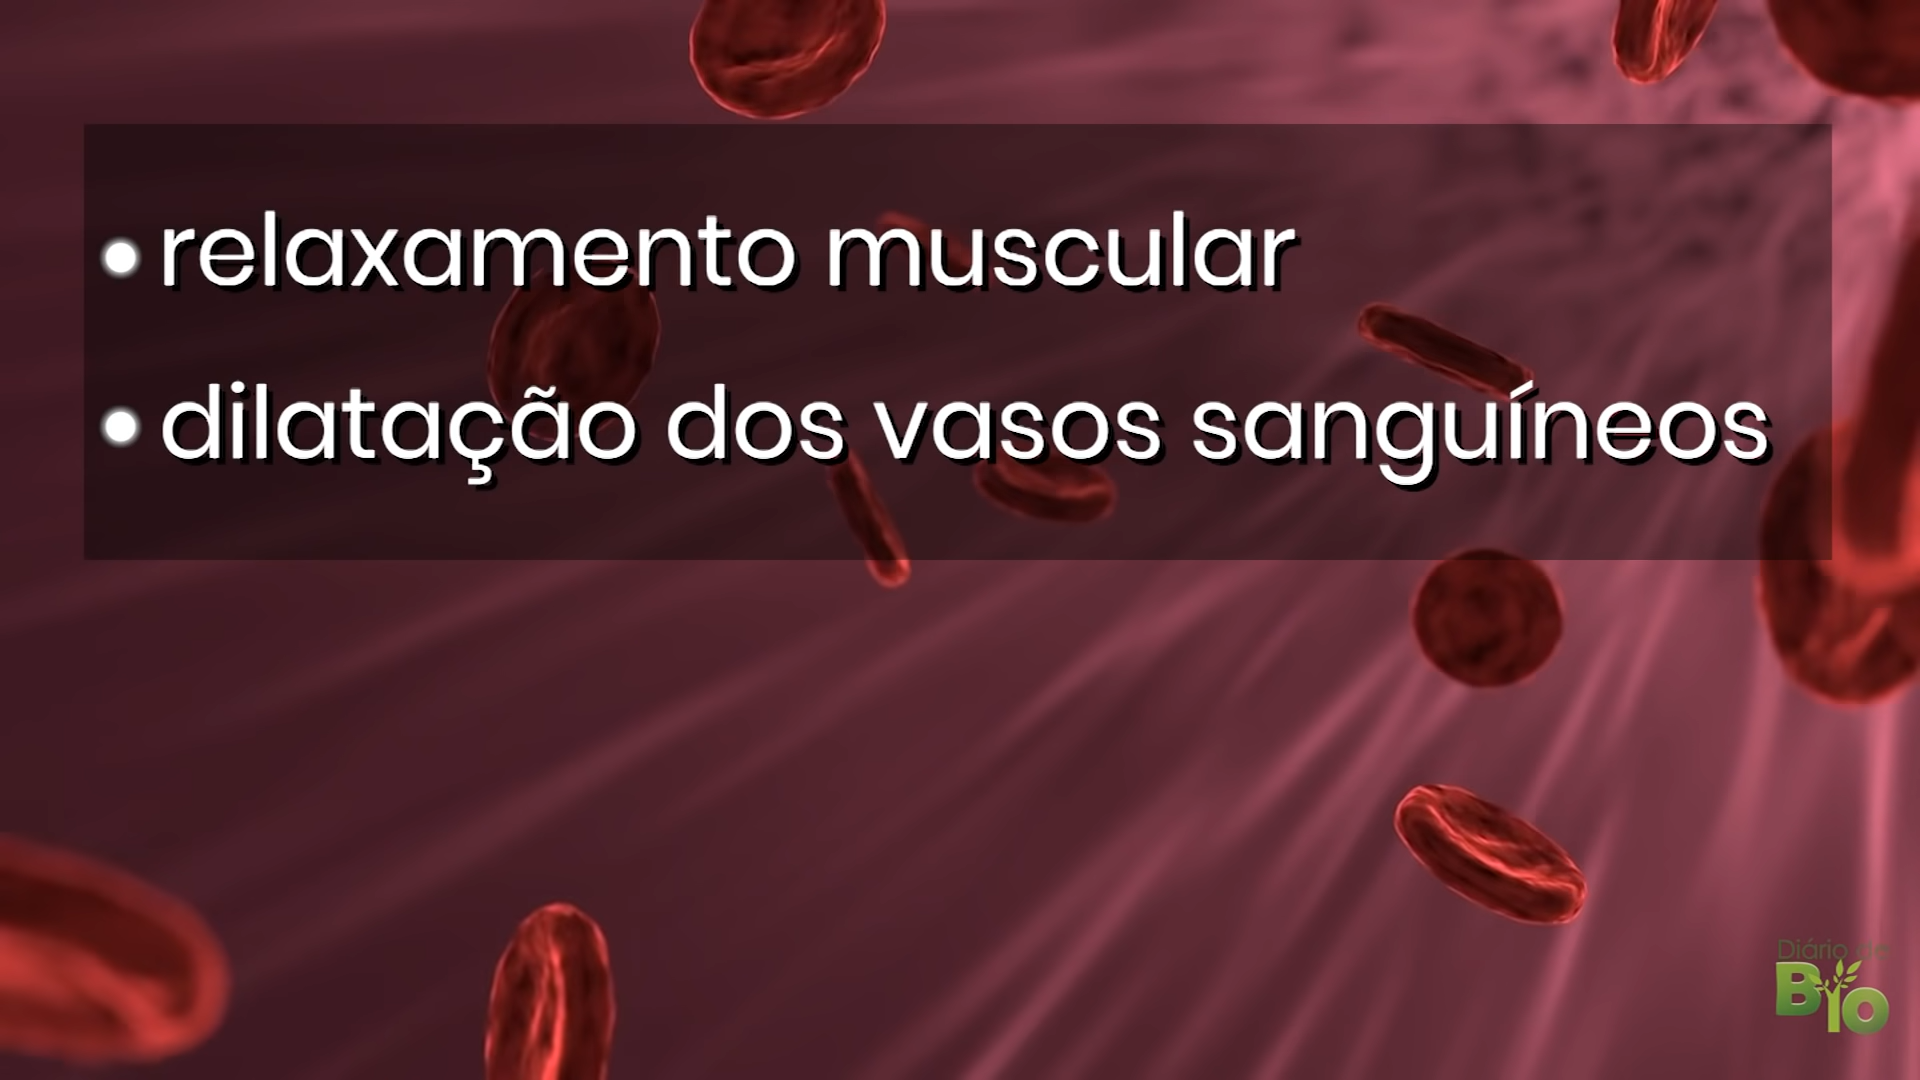 • relaxamento muscular
• dilatação dos vasos sanguíneos
Diário de
BIO